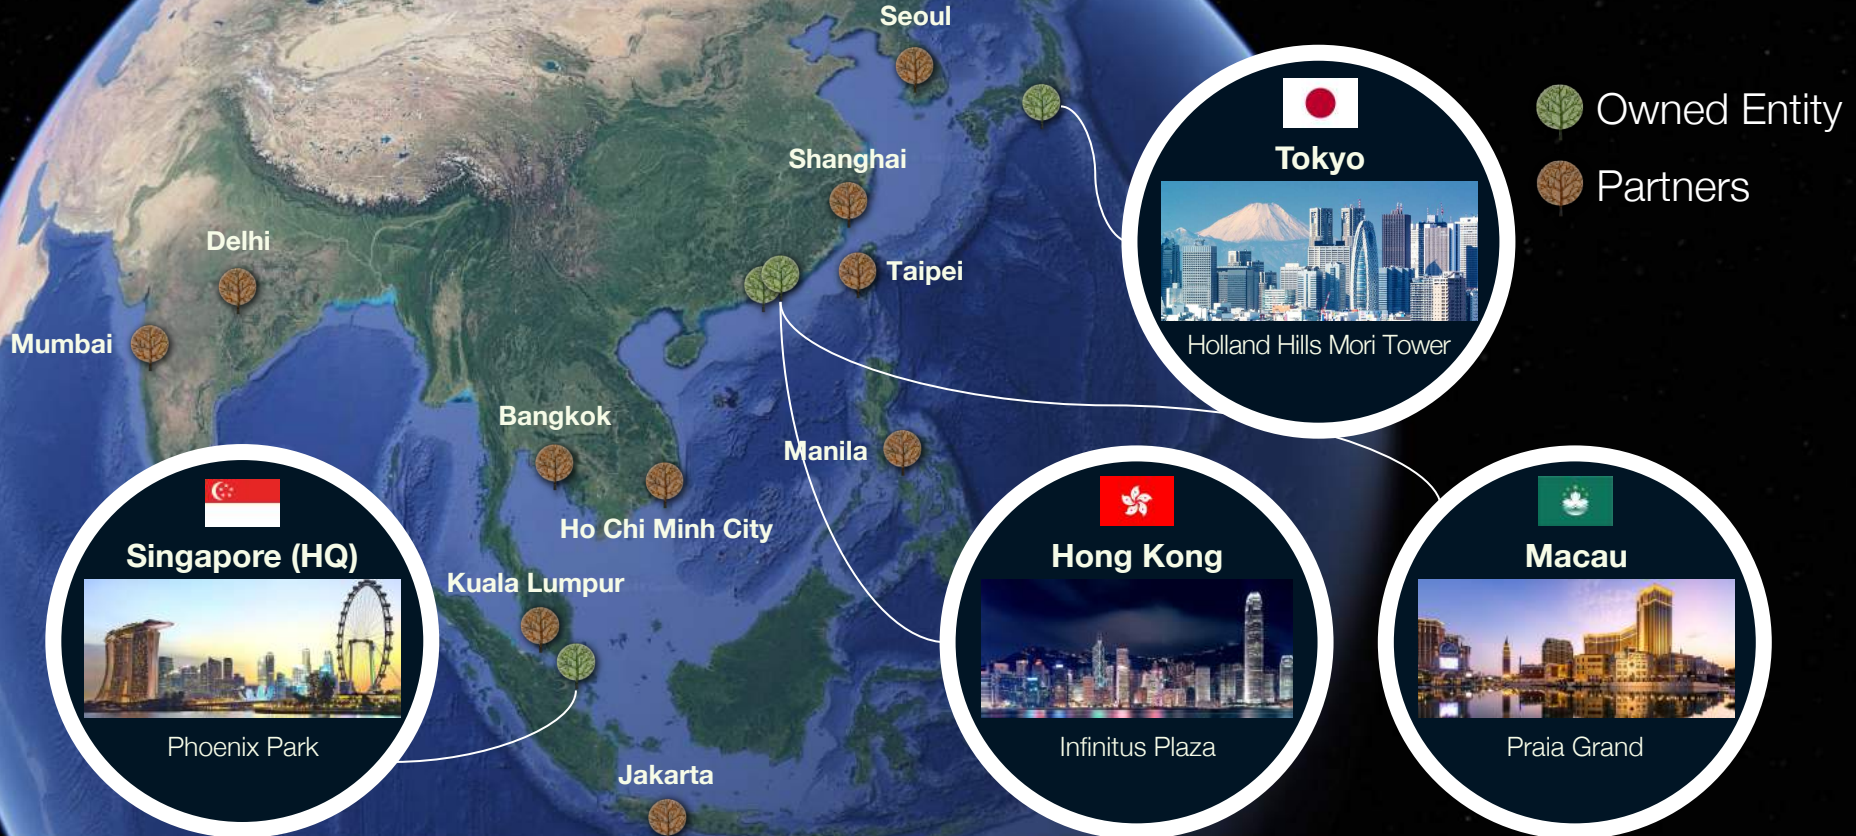 Seoul
Owned Entity
Partners
Tokyo
Holland Hills Mori Tower
Shanghai
Delhi
Taipei
Mumbai
Bangkok
Manila
Ho Chi Minh City
Singapore (HQ)
Phoenix Park
Kuala Lumpur
Hong Kong
Infinitus Plaza
Macau
Praia Grand
Jakarta